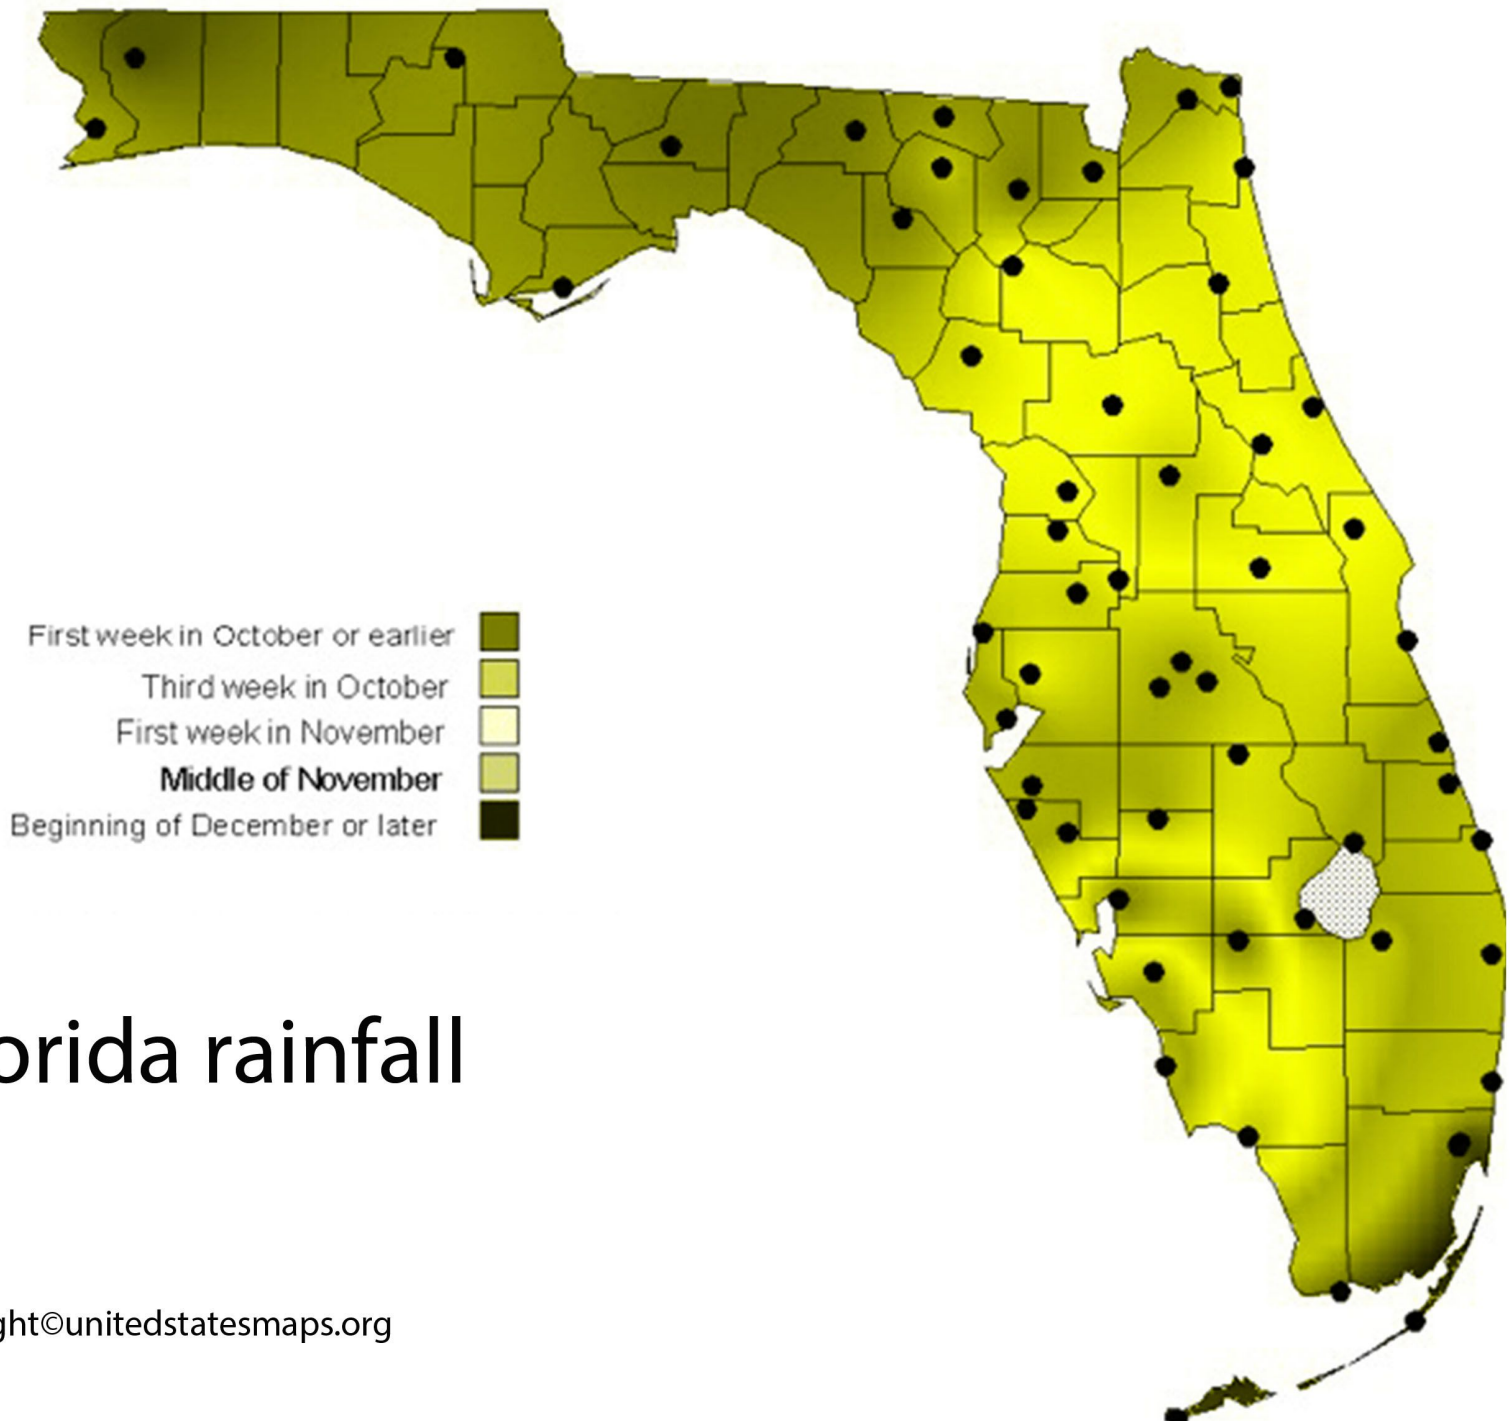 First week in October or earlier
Third week in October
First week in November
Middle of November
Beginning of December or later
orida rainfall
ght©unitedstatesmaps.org